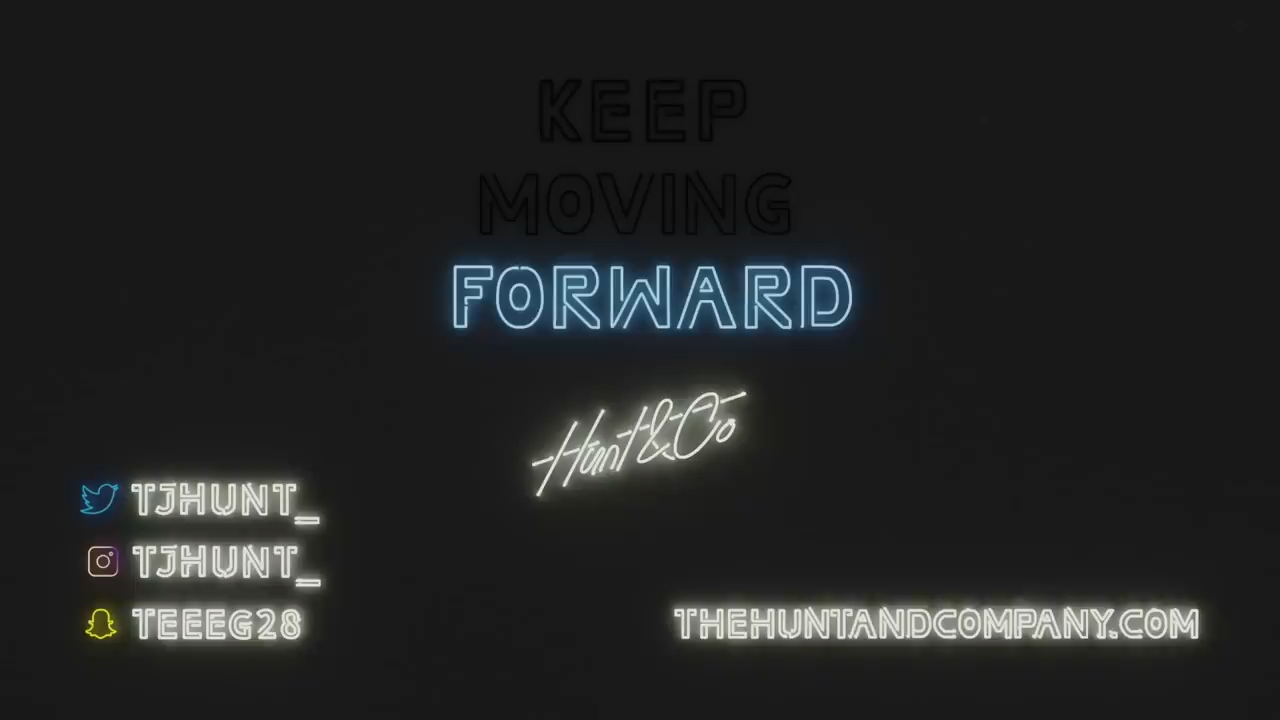 KEEP
MOVING
FORWARD
Hunt&Co
TJHUNT_
TJHUNT_
TEEEG28
THEHUNTANDCOMPANY.COM